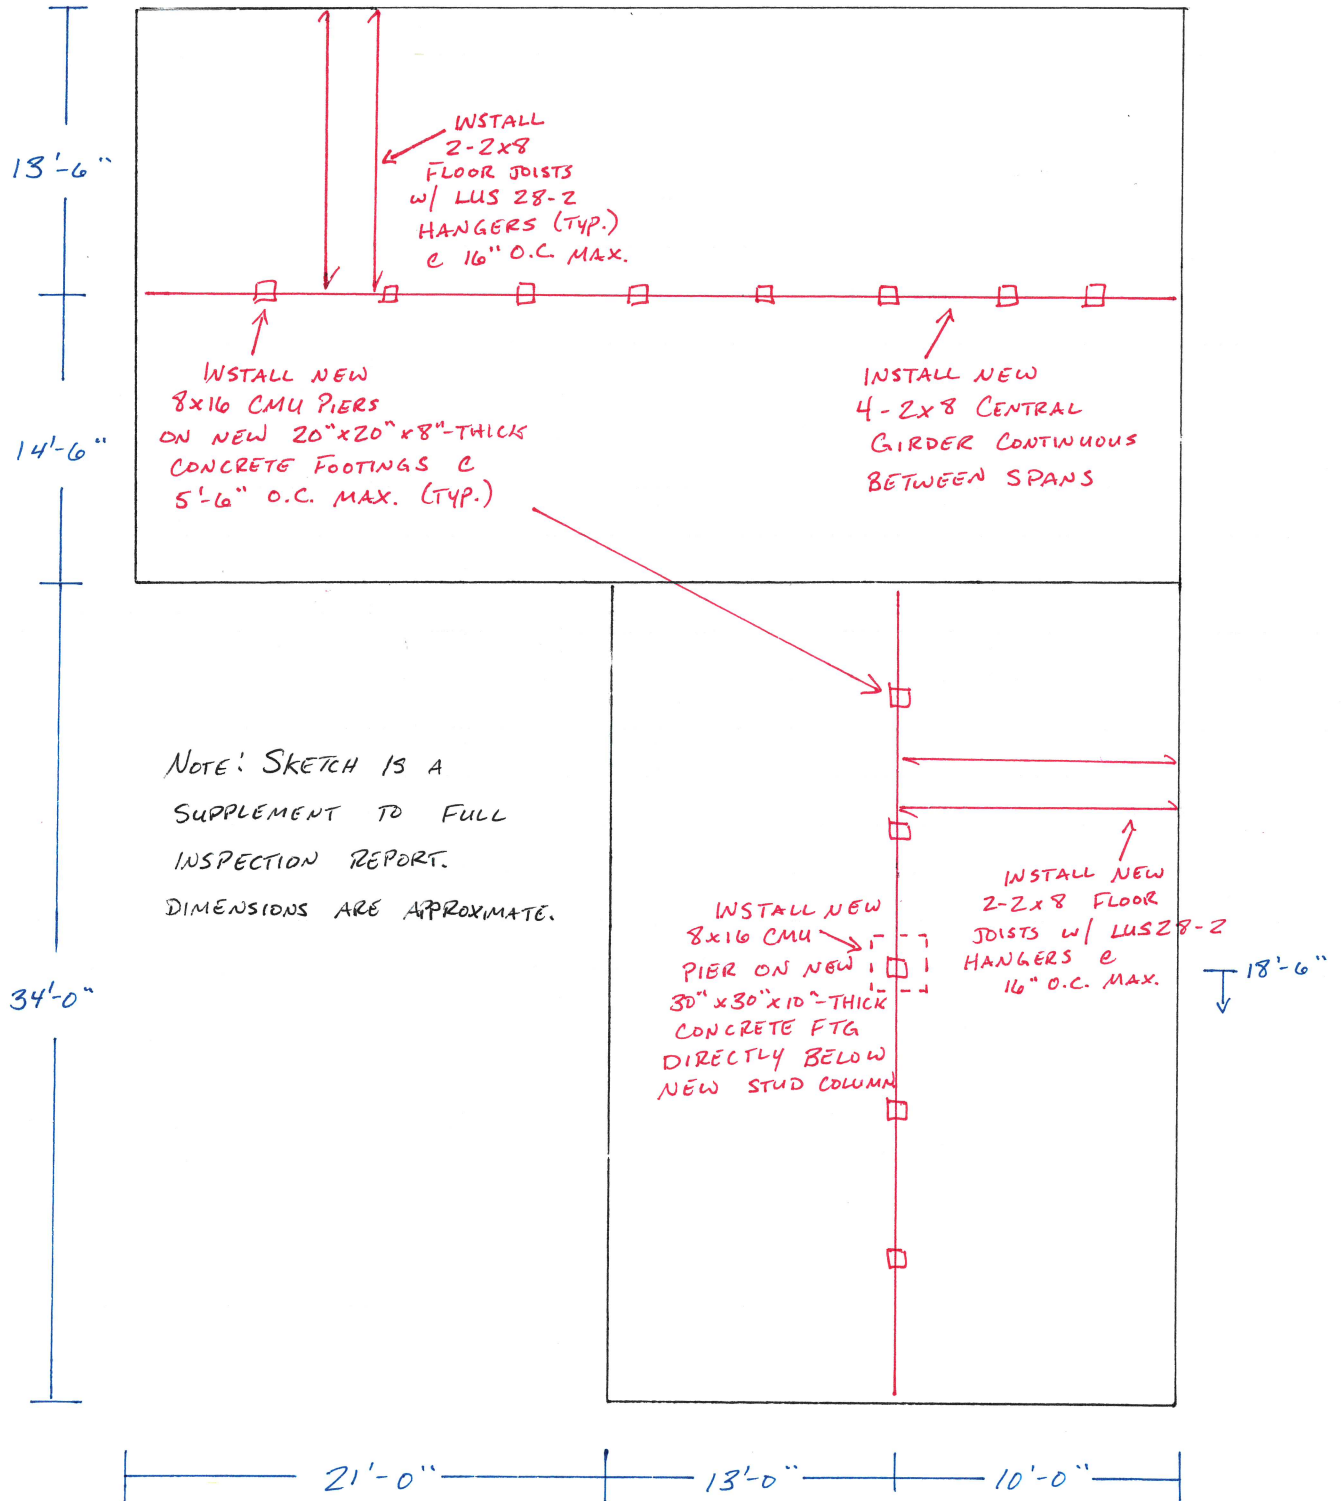 13'-6"
INSTALL
2-2x8
FLOOR JOISTS
w/ LUS 28-2
HANGERS (TYP.)
@ 16" O.C. MAX.
14'-6"
INSTALL NEW
8x16 CMU PIERS
ON NEW 20"x20"x8"-THICK
CONCRETE FOOTINGS @
5'-6" O.C. MAX. (TYP.)
INSTALL NEW
4-2x8 CENTRAL
GIRDER CONTINUOUS
BETWEEN SPANS
34'-0"
NOTE: SKETCH IS A
SUPPLEMENT TO FULL
INSPECTION REPORT.
DIMENSIONS ARE APPROXIMATE.
INSTALL NEW
8x16 CMU
PIER ON NEW
30"x30"x10"-THICK
CONCRETE FTG
DIRECTLY BELOW
NEW STUD COLUMN
INSTALL NEW
2-2x8 FLOOR
JOISTS w/ LUS28-2
HANGERS @
16" O.C. MAX.
18'-6"
21'-0"
13'-0"
10'-0"